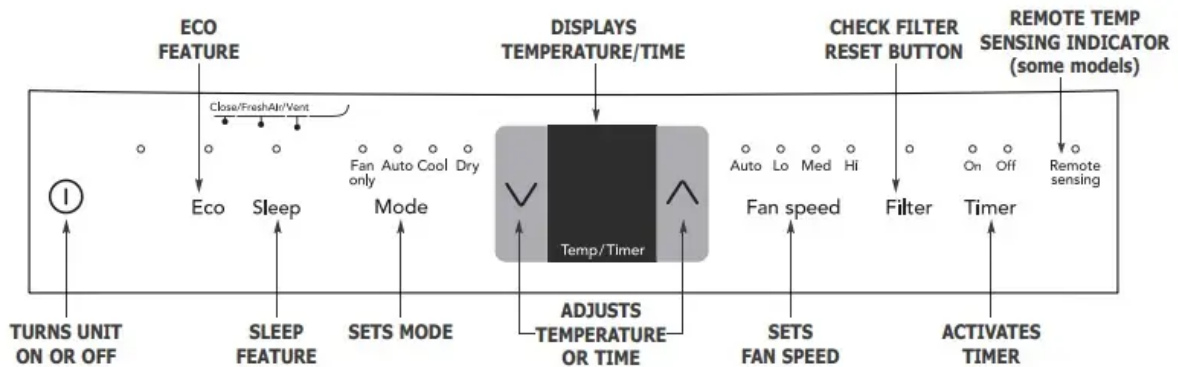 ECO
FEATURE
DISPLAYS
TEMPERATURE/TIME
CHECK FILTER
RESET BUTTON
REMOTE TEMP
SENSING INDICATOR
(some models)
Close/FreshAir/Vent
Fan only
Auto
Cool
Dry
Auto
Lo
Med
Hi
On
Off
Remote
sensing
Eco
Sleep
Mode
Temp/Timer
Fan speed
Filter
Timer
TURNS UNIT
ON OR OFF
SLEEP
FEATURE
SETS MODE
ADJUSTS
TEMPERATURE
OR TIME
SETS
FAN SPEED
ACTIVATES
TIMER